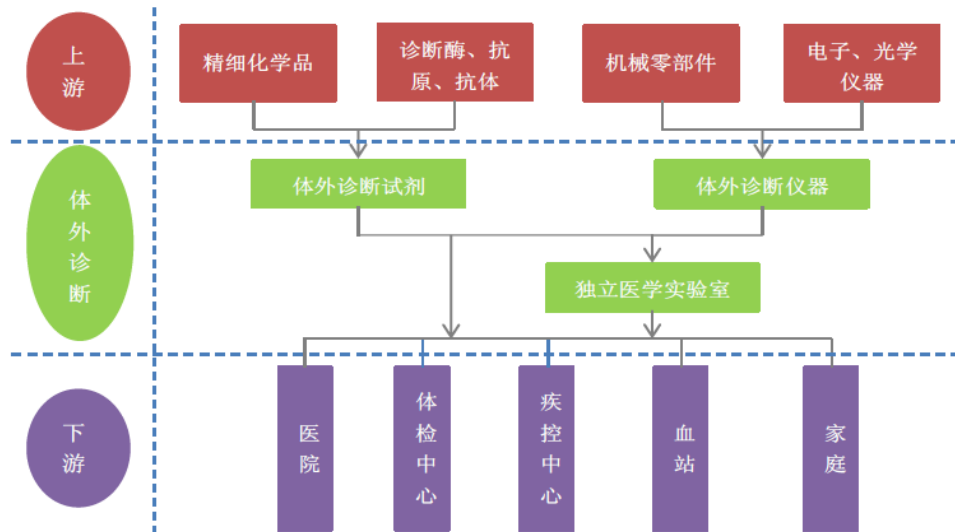 上
游
精细化学品
诊断酶、抗
原、抗体
机械零部件
电子、光学
仪器
体
外
诊
断
体外诊断试剂
体外诊断仪器
独立医学实验室
下
游
医
院
体
检
中
心
疾
控
中
心
血
站
家
庭